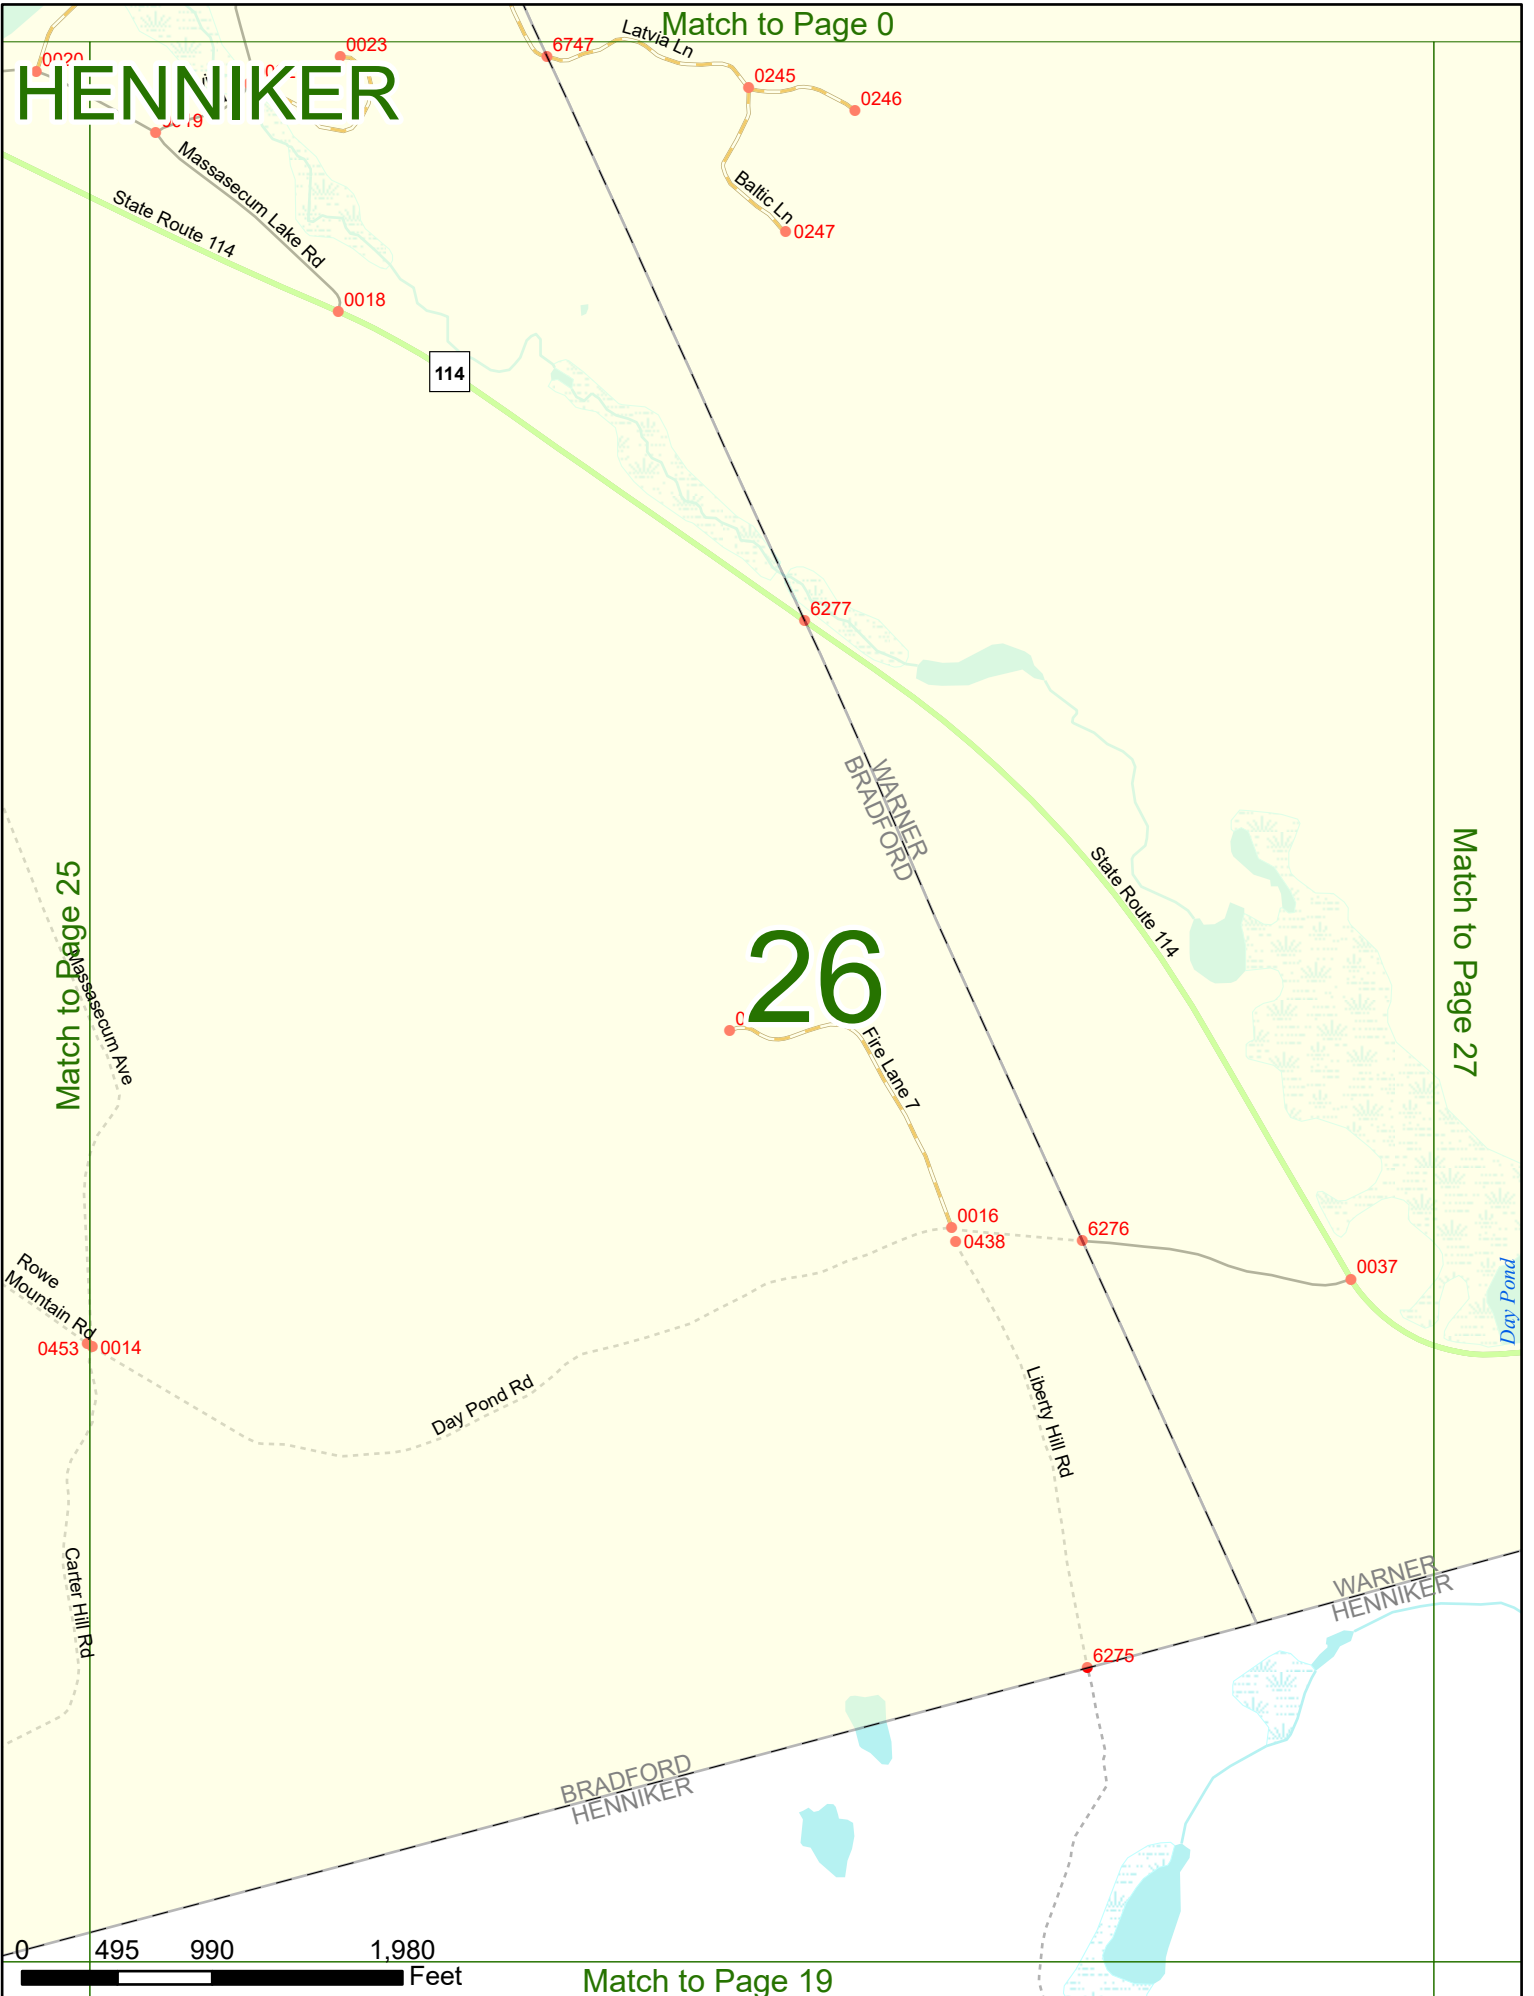 Match to Page 0
HENNIKER
0023
6747
Latvia Ln
0245
0246
Massasecum Lake Rd
State Route 114
Baltic Ln
0247
0018
114
6277
WARNER
BRADFORD
Match to Page 25
Massasecum Ave
State Route 114
Match to Page 27
26
Fire Lane 7
0016
0438
6276
0037
Day Pond
Rowe
Mountain Rd
0453
0014
Day Pond Rd
Liberty Hill Rd
Carter Hill Rd
WARNER
HENNIKER
6275
BRADFORD
HENNIKER
0 495 990 1,980
Feet
Match to Page 19